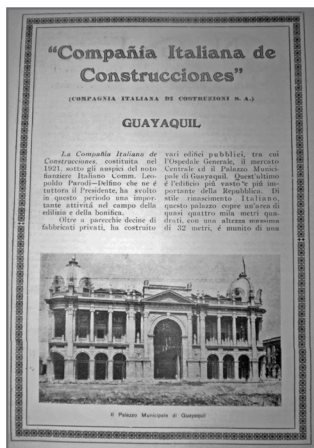 "Compañía Italiana de
Construcciones"
(COMPAGNIA ITALIANA DI COSTRUZIONI S. A.)
GUAYAQUIL
La Compañía Italiana de
Construcciones, costituita nel
1921, sotto gli auspici del noto
fianziere Italiano Comm. Leo-
poldo Parodi-Delfino che ne é
tuttora il Presidente, ha svolto
in questo periodo una impor-
tante attivitá nel campo della
edilizia e della bonifica.
Oltre a parecchie decine di
fabbricati privati, ha costruito
vari edifici pubblici, tra cui
l'Ospedale Generale, il mercato
Centrale ed il Palazzo Munici-
pale di Guayaquil. Quest'ultimo
é l'edificio piú vasto e piú im-
portante della Repubblica. Di
stile rinascimento Italiano,
questo palazzo copre un'area di
quasi quattro mila metri qua-
drati, con una altezza massima
di 32 metri, é munito di una
Il Palazzo Municipale di Guayaquil